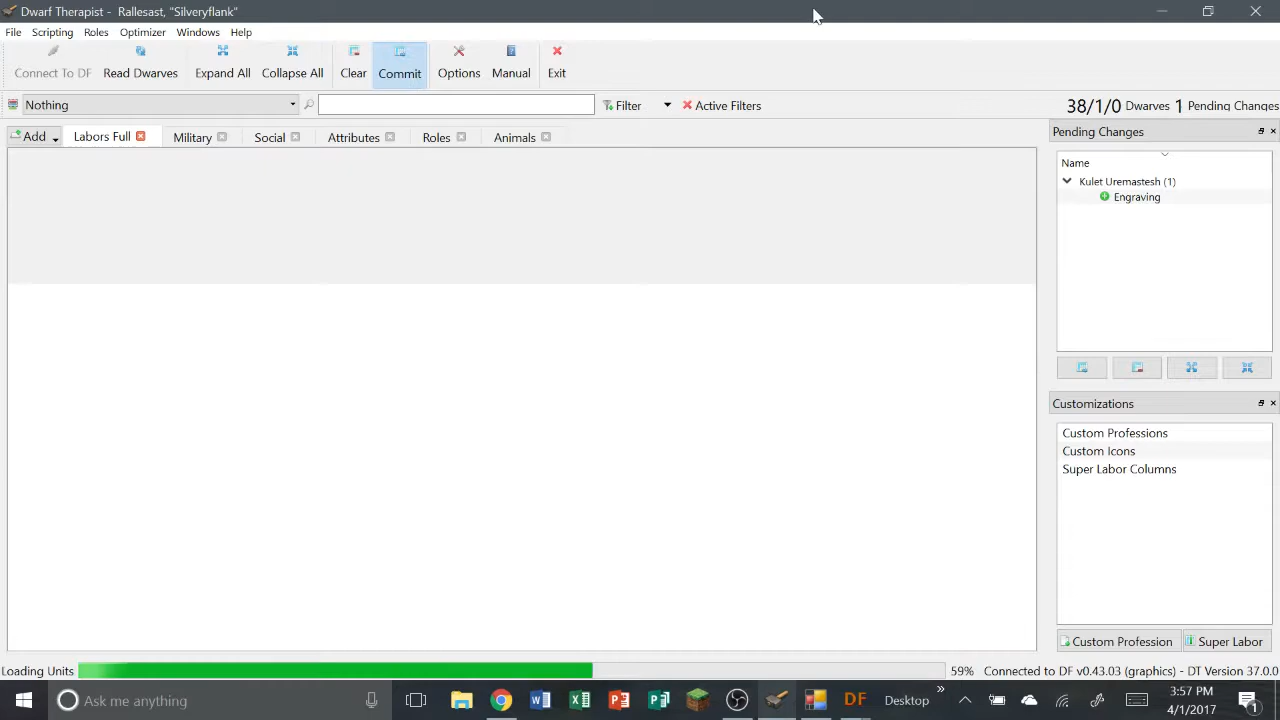 Dwarf Therapist - Rallesast, "Silveryflank"
File Scripting Roles Optimizer Windows Help
Connect To DF Read Dwarves Expand All Collapse All Clear Commit Options Manual Exit
Nothing Filter Active Filters 38/1/0 Dwarves 1 Pending Changes
Add Labors Full Military Social Attributes Roles Animals
Pending Changes
Name
Kulet Uremastesh (1)
Engraving
Customizations
Custom Professions
Custom Icons
Super Labor Columns
Custom Profession Super Labor
Loading Units 59% Connected to DF v0.43.03 (graphics) - DT Version 37.0.0
Ask me anything DF Desktop 3:57 PM
4/1/2017
1